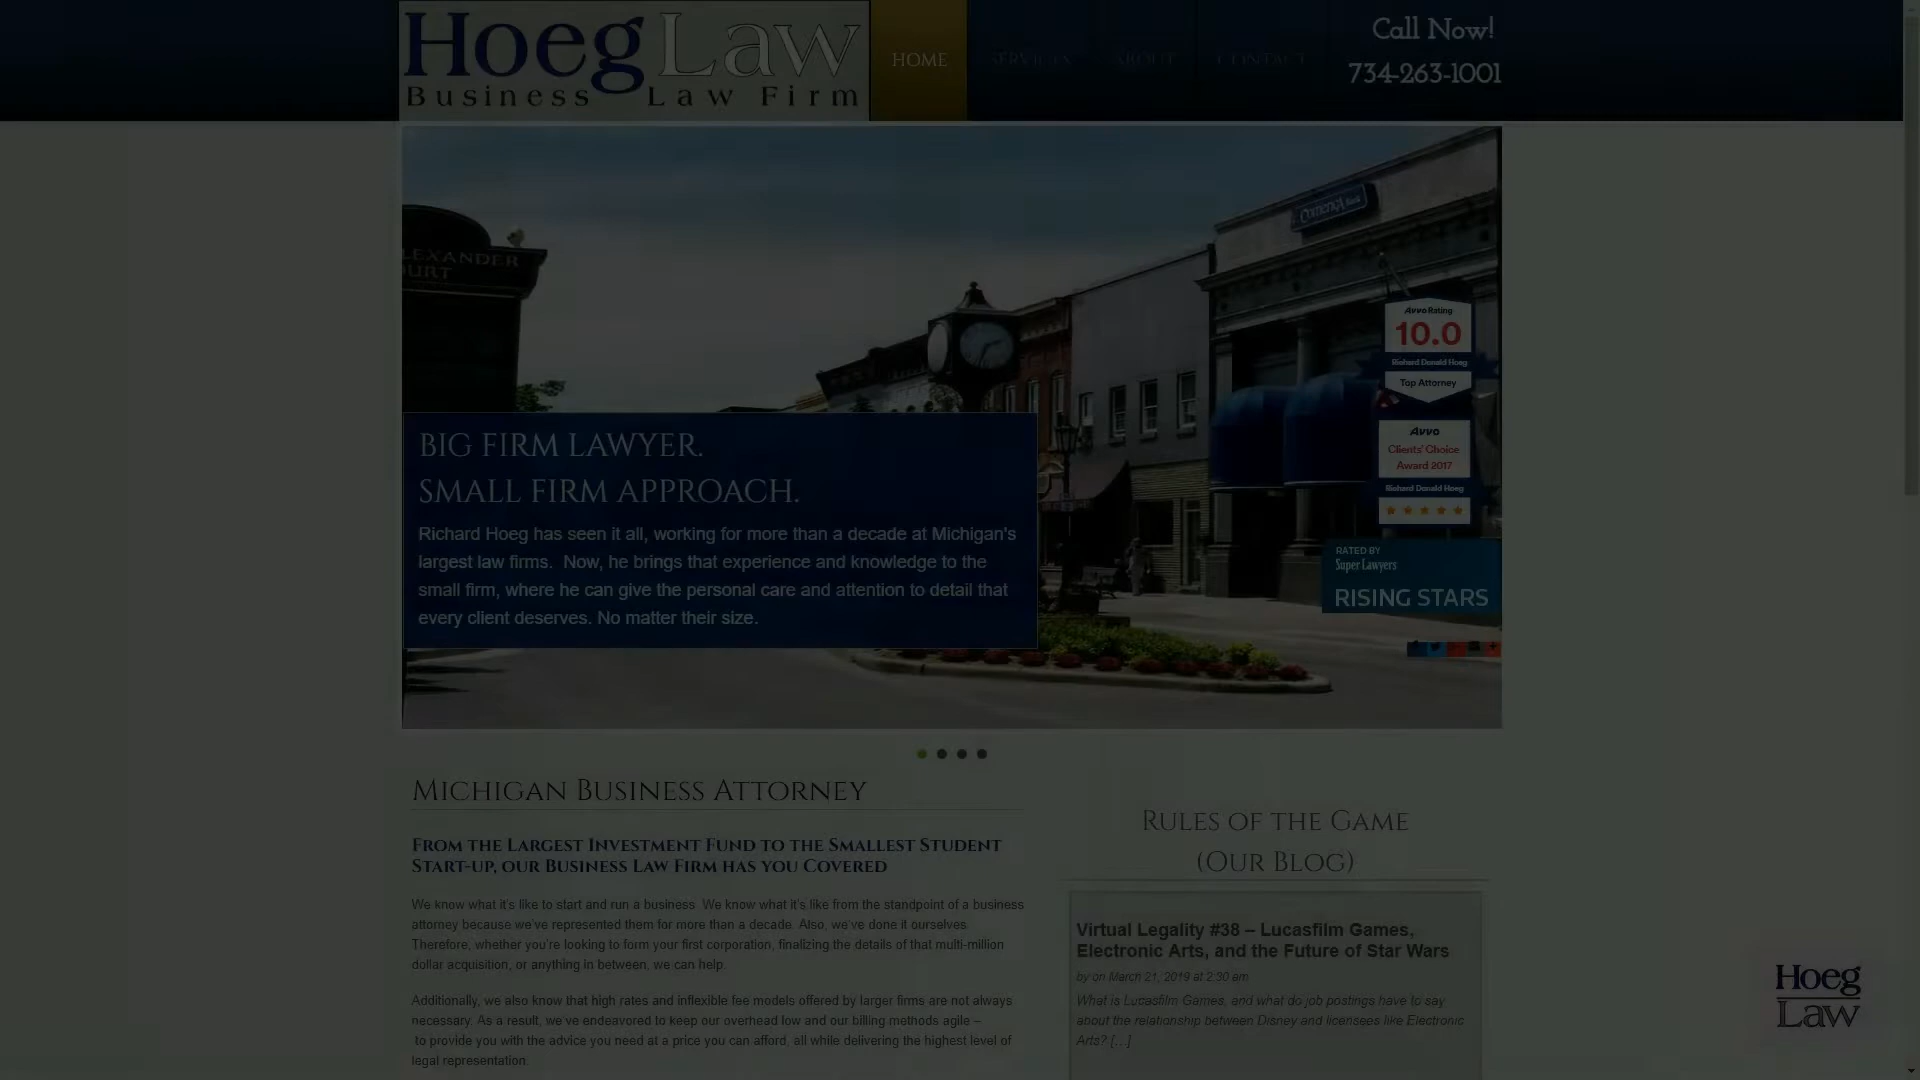 Hoeg Law
Business Law Firm
HOME
SERVICES
ABOUT
CONTACT
Call Now!
734-263-1001
ALEXANDER
COURT
Comerica Bank
Avvo Rating
10.0
Richard Donald Hoeg
Top Attorney
Avvo
Clients' Choice
Award 2017
Richard Donald Hoeg
RATED BY
Super Lawyers
RISING STARS
BIG FIRM LAWYER.
SMALL FIRM APPROACH.
Richard Hoeg has seen it all, working for more than a decade at Michigan's
largest law firms.  Now, he brings that experience and knowledge to the
small firm, where he can give the personal care and attention to detail that
every client deserves. No matter their size.
Michigan Business Attorney
From the Largest Investment Fund to the Smallest Student
Start-up, our Business Law Firm has you Covered
We know what it's like to start and run a business. We know what it's like from the standpoint of a business
attorney because we've represented them for more than a decade. Also, we've done it ourselves.
Therefore, whether you're looking to form your first corporation, finalizing the details of that multi-million
dollar acquisition, or anything in between, we can help.
Additionally, we also know that high rates and inflexible fee models offered by larger firms are not always
necessary. As a result, we've endeavored to keep our overhead low and our billing methods agile –
to provide you with the advice you need at a price you can afford, all while delivering the highest level of
legal representation.
Rules of the Game
(Our Blog)
Virtual Legality #38 – Lucasfilm Games,
Electronic Arts, and the Future of Star Wars
by on March 21, 2019 at 2:30 am
What is Lucasfilm Games, and what do job postings have to say
about the relationship between Disney and licensees like Electronic
Arts? […]
Hoeg
Law